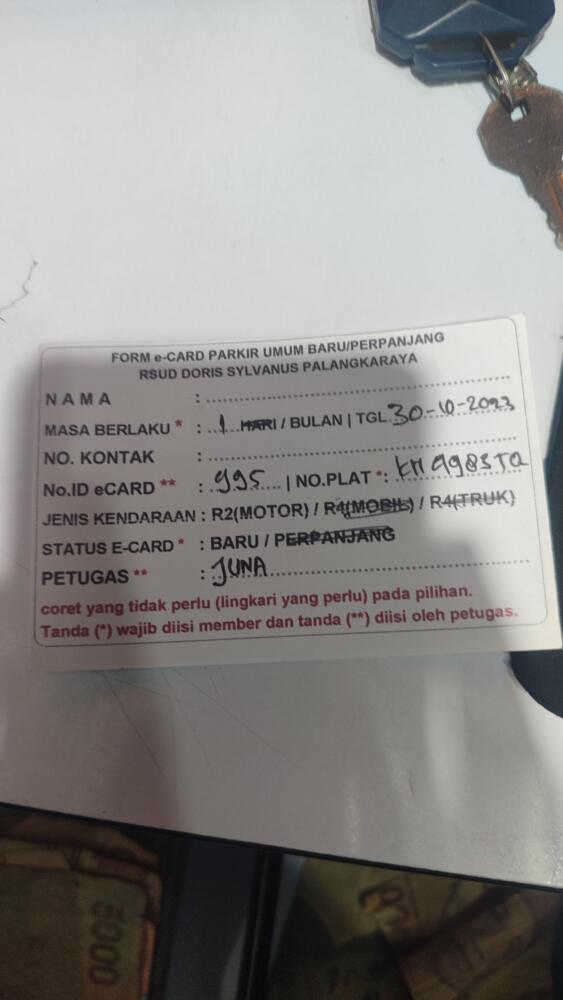 FORM e-CARD PARKIR UMUM BARU/PERPANJANG
RSUD DORIS SYLVANUS PALANGKARAYA
NAMA :
MASA BERLAKU * : 1 HARI / BULAN | TGL 30-10-2023
NO. KONTAK :
No.ID eCARD ** : 995 | NO.PLAT *: KH 4983 TQ
JENIS KENDARAAN : R2(MOTOR) / R4(MOBIL) / R4(TRUK)
STATUS E-CARD * : BARU / PERPANJANG
PETUGAS ** : JUNA
coret yang tidak perlu (lingkari yang perlu) pada pilihan.
Tanda (*) wajib diisi member dan tanda (**) diisi oleh petugas.
5000